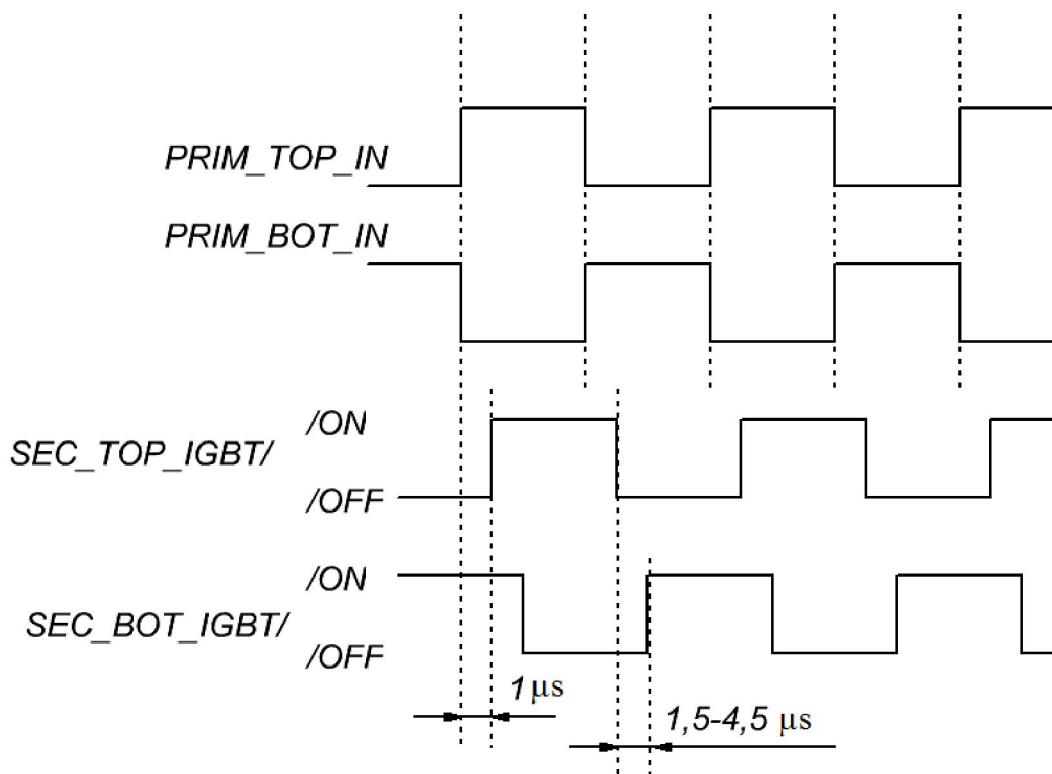 PRIM_TOP_IN
PRIM_BOT_IN
/ON
SEC_TOP_IGBT/
/OFF
/ON
SEC_BOT_IGBT/
/OFF
1 µs
1,5-4,5 µs